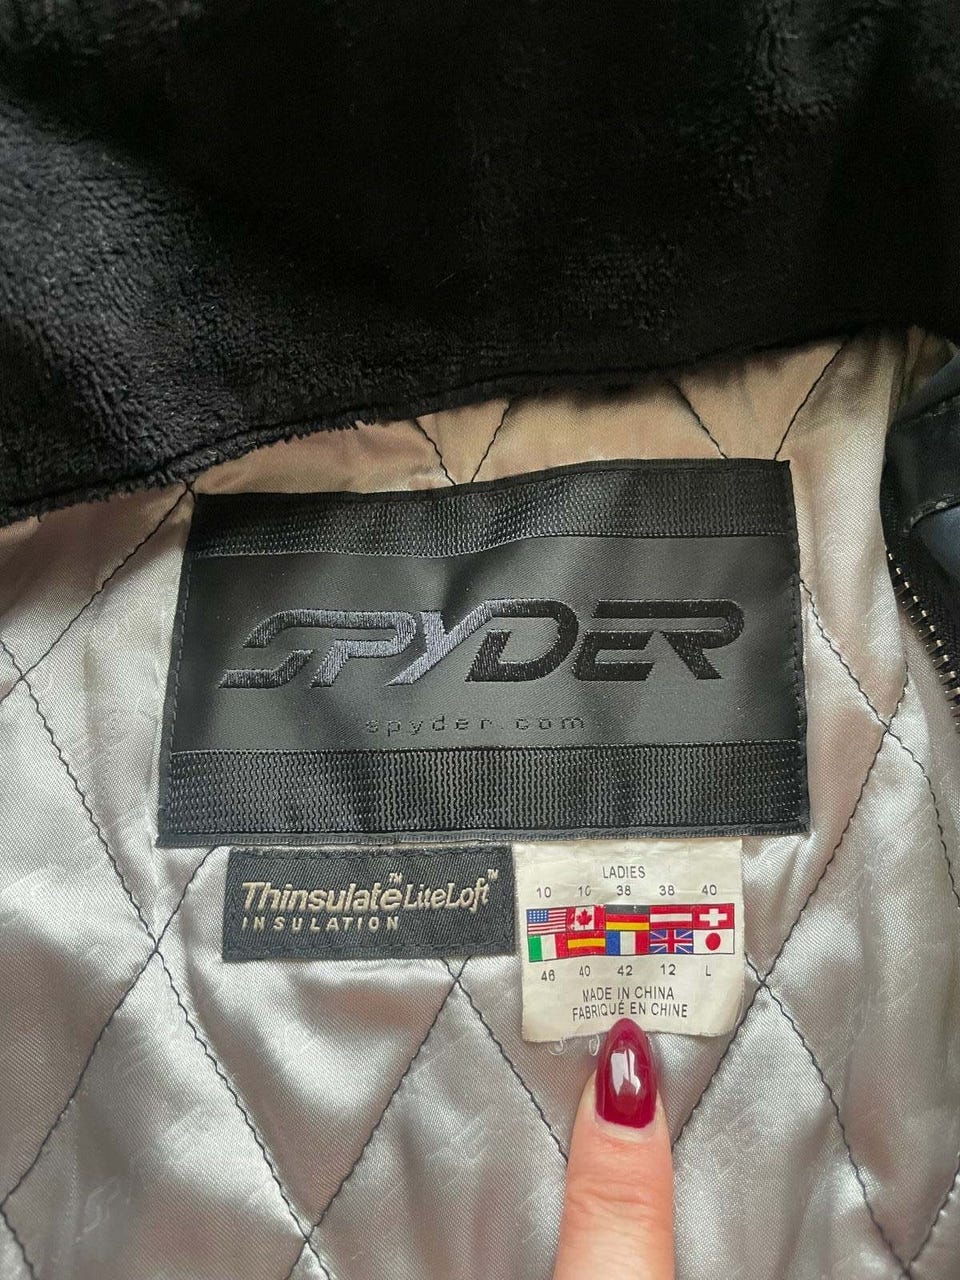 SPYDER
spyder.com
Thinsulate™ LiteLoft™
INSULATION
LADIES
10 10 38 38 40
46 40 42 12 L
MADE IN CHINA
FABRIQUÉ EN CHINE